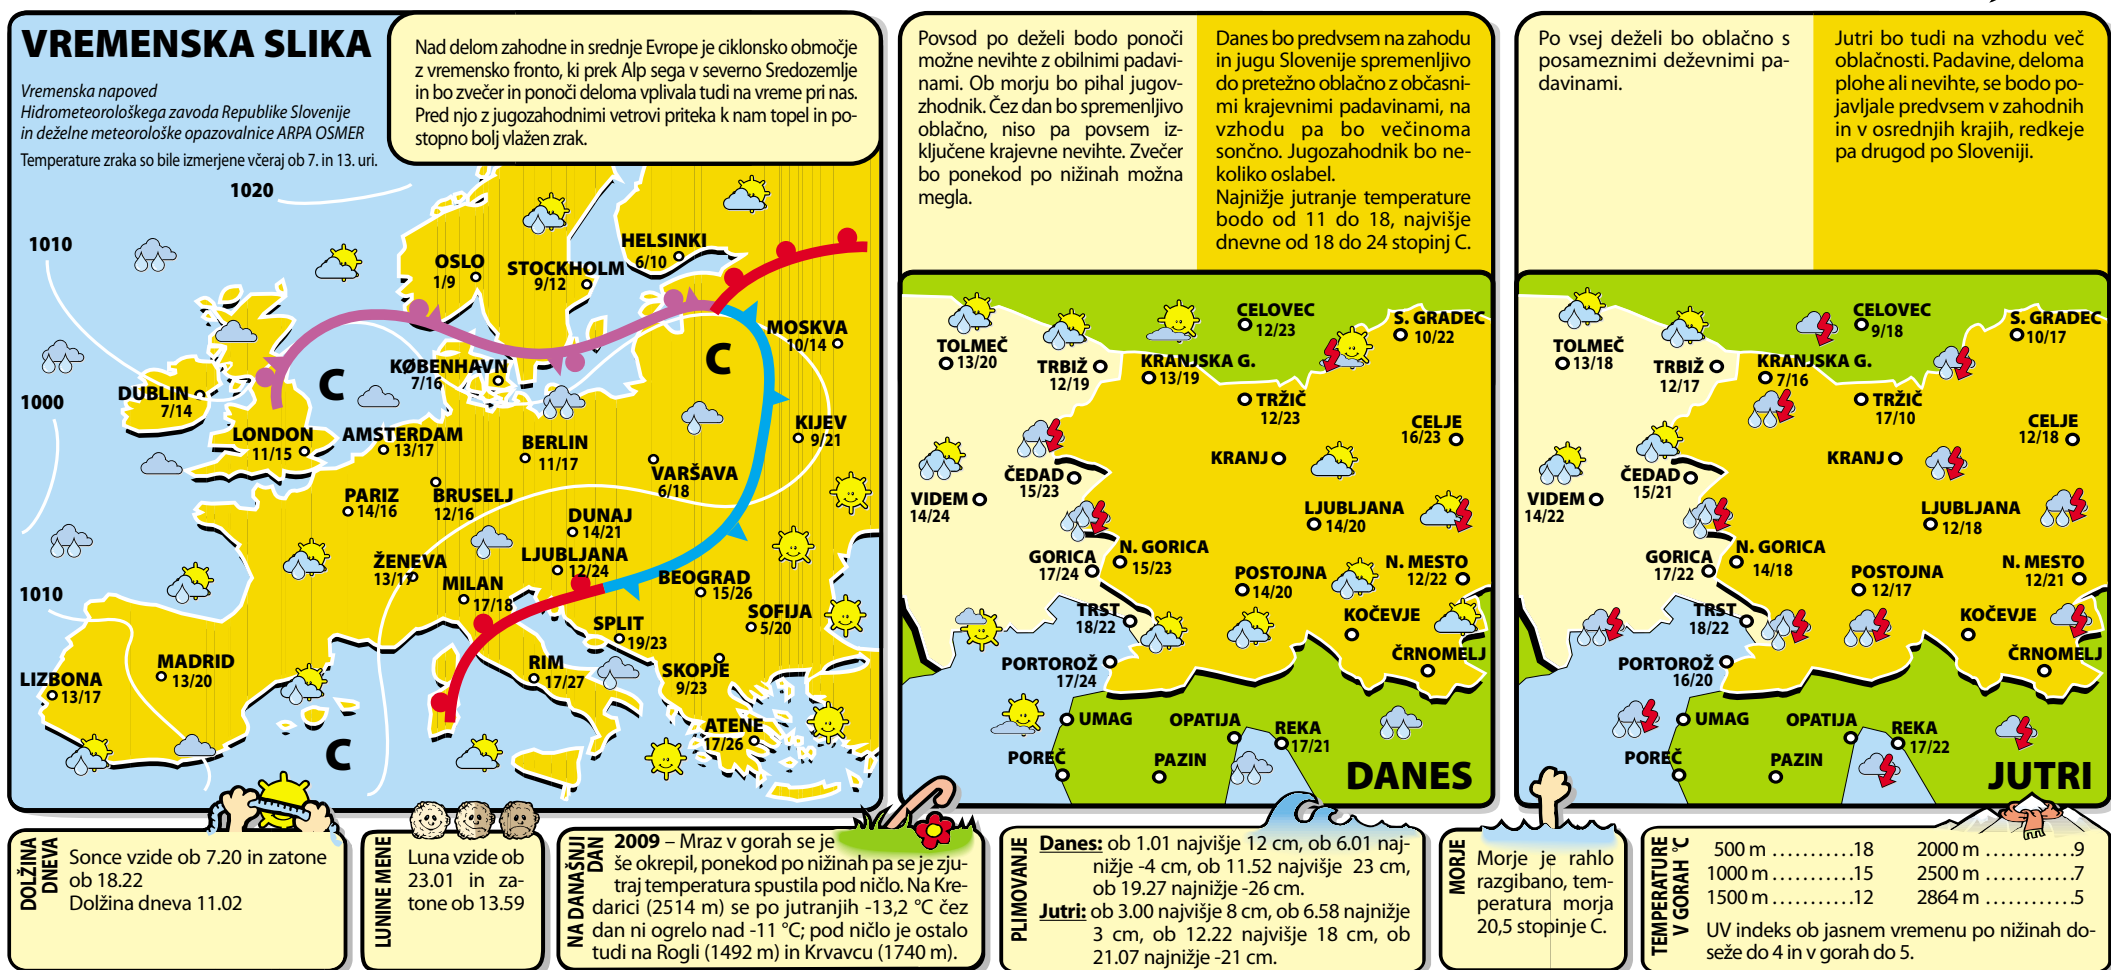 VREMENSKA SLIKA
Vremenska napoved
Hidrometeorološkega zavoda Republike Slovenije
in deželne meteorološke opazovalnice ARPA OSMER
Temperature zraka so bile izmerjene včeraj ob 7. in 13. uri.
Nad delom zahodne in srednje Evrope je ciklonsko območje
z vremensko fronto, ki prek Alp sega v severno Sredozemlje
in bo zvečer in ponoči deloma vplivala tudi na vreme pri nas.
Pred njo z jugozahodnimi vetrovi priteka k nam topel in po-
stopno bolj vlažen zrak.
1020
1010
1000
1010
OSLO
1/9
STOCKHOLM
9/12
HELSINKI
6/10
MOSKVA
10/14
KØBENHAVN
7/16
C
C
DUBLIN
7/14
LONDON
11/15
AMSTERDAM
13/17
BERLIN
11/17
VARŠAVA
6/18
KIJEV
9/21
PARIZ
14/16
BRUSELJ
12/16
DUNAJ
14/21
ŽENEVA
13/17
MILAN
17/18
LJUBLJANA
12/24
BEOGRAD
15/26
SOFIJA
5/20
SPLIT
19/23
SKOPJE
9/23
RIM
17/27
ATENE
17/26
MADRID
13/20
LIZBONA
13/17
C
Povsod po deželi bodo ponoči
možne nevihte z obilnimi padavi-
nami. Ob morju bo pihal jugov-
zhodnik. Čez dan bo spremenljivo
oblačno, niso pa povsem iz-
ključene krajevne nevihte. Zvečer
bo ponekod po nižinah možna
megla.
Danes bo predvsem na zahodu
in jugu Slovenije spremenljivo
do pretežno oblačno z občasni-
mi krajevnimi padavinami, na
vzhodu pa bo večinoma
sončno. Jugozahodnik bo ne-
koliko oslabel.
Najnižje jutranje temperature
bodo od 11 do 18, najvišje
dnevne od 18 do 24 stopinj C.
TOLMEČ
13/20
TRBIŽ
12/19
CELOVEC
12/23
KRANJSKA G.
13/19
S. GRADEC
10/22
TRŽIČ
12/23
CELJE
16/23
KRANJ
ČEDAD
15/23
VIDEM
14/24
LJUBLJANA
14/20
GORICA
17/24
N. GORICA
15/23
POSTOJNA
14/20
N. MESTO
12/22
TRST
18/22
KOČEVJE
PORTOROŽ
17/24
ČRNOMELJ
UMAG
OPATIJA
REKA
17/21
POREČ
PAZIN
DANES
Po vsej deželi bo oblačno s
posameznimi deževnimi pa-
davinami.
Jutri bo tudi na vzhodu več
oblačnosti. Padavine, deloma
plohe ali nevihte, se bodo po-
javljale predvsem v zahodnih
in v osrednjih krajih, redkeje
pa drugod po Sloveniji.
TOLMEČ
13/18
TRBIŽ
12/17
CELOVEC
9/18
KRANJSKA G.
7/16
S. GRADEC
10/17
TRŽIČ
17/10
CELJE
12/18
KRANJ
ČEDAD
15/21
VIDEM
14/22
LJUBLJANA
12/18
GORICA
17/22
N. GORICA
14/18
POSTOJNA
12/17
N. MESTO
12/21
TRST
18/22
KOČEVJE
PORTOROŽ
16/20
ČRNOMELJ
UMAG
OPATIJA
REKA
17/22
POREČ
PAZIN
JUTRI
DOLŽINA
DNEVA
Sonce vzide ob 7.20 in zatone
ob 18.22
Dolžina dneva 11.02
LUNINE MENE
Luna vzide ob
23.01 in za-
tone ob 13.59
NA DANAŠNJI
DAN
2009 – Mraz v gorah se je
še okrepil, ponekod po nižinah pa se je zju-
traj temperatura spustila pod ničlo. Na Kre-
darici (2514 m) se po jutranjih -13,2 °C čez
dan ni ogrelo nad -11 °C; pod ničlo je ostalo
tudi na Rogli (1492 m) in Krvavcu (1740 m).
PLIMOVANJE
Danes: ob 1.01 najvišje 12 cm, ob 6.01 naj-
nižje -4 cm, ob 11.52 najvišje 23 cm,
ob 19.27 najnižje -26 cm.
Jutri: ob 3.00 najvišje 8 cm, ob 6.58 najnižje
3 cm, ob 12.22 najvišje 18 cm, ob
21.07 najnižje -21 cm.
MORJE
Morje je rahlo
razgibano, tem-
peratura morja
20,5 stopinje C.
TEMPERATURE
V GORAH °C
500 m ...........18
1000 m ..........15
1500 m ..........12
2000 m ............9
2500 m ............7
2864 m ............5
UV indeks ob jasnem vremenu po nižinah do-
seže do 4 in v gorah do 5.